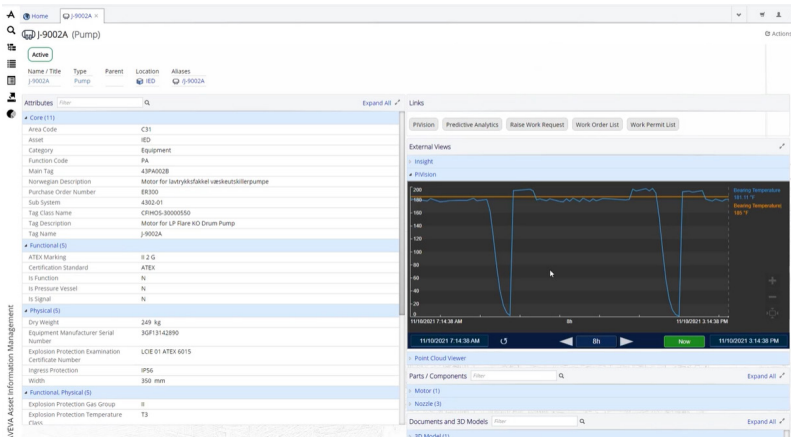 Home
J-9002A ×
J-9002A (Pump)
Actions
Active
Name / Title Type Parent Location Aliases
J-9002A Pump IED /J-9002A
Attributes Filter Expand All
Core (11)
Area Code C31
Asset IED
Category Equipment
Function Code PA
Main Tag 43PA002B
Norwegian Description Motor for lavtrykksfakkel væskeutskillerpumpe
Purchase Order Number ER300
Sub System 4302-01
Tag Class Name CFIHOS-30000550
Tag Description Motor for LP Flare KO Drum Pump
Tag Name J-9002A
Functional (5)
ATEX Marking II 2 G
Certification Standard ATEX
Is Function N
Is Pressure Vessel N
Is Signal N
Physical (5)
Dry Weight 249 kg
Equipment Manufacturer Serial Number 3GF13142890
Explosion Protection Examination Certificate Number LOIE 01 ATEX 6015
Ingress Protection IP56
Width 350 mm
Functional, Physical (5)
Explosion Protection Gas Group II
Explosion Protection Temperature Class T3
AVEVA Asset Information Management
Links
PIVision Predictive Analytics Raise Work Request Work Order List Work Permit List
External Views
Insight
PIVision
200
180
160
140
120
100
80
60
40
20
0
11/10/2021 7:14:38 AM 8h 11/10/2021 3:14:38 PM
Bearing Temperature
181.11 °F
Bearing Temperature
185 °F
11/10/2021 7:14:38 AM 8h Now 11/10/2021 3:14:38 PM
Point Cloud Viewer
Parts / Components Filter Expand All
Motor (1)
Nozzle (3)
Documents and 3D Models Filter Expand All
3D Model (1)